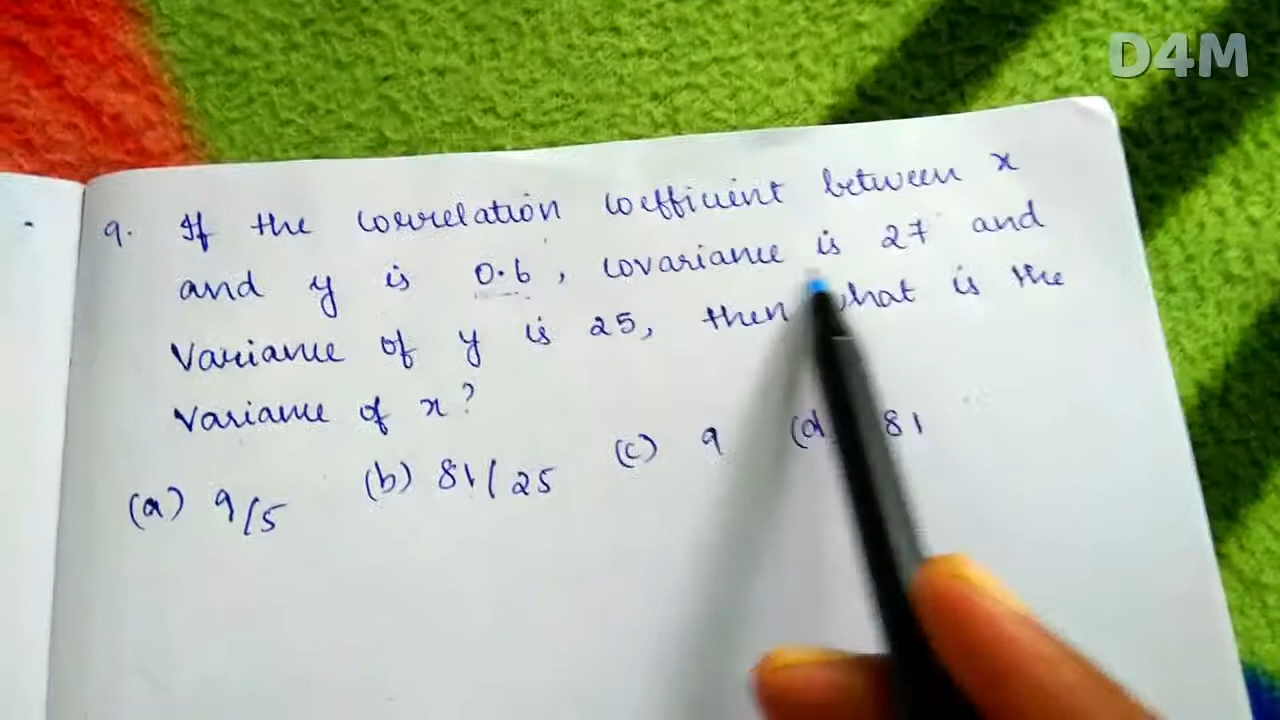 D4M
9. If the correlation coefficient between x
and y is 0.6, covariance is 27 and
Variance of y is 25, then what is the
Variance of x?
(a) 9/5 (b) 81/25 (c) 9 (d) 81